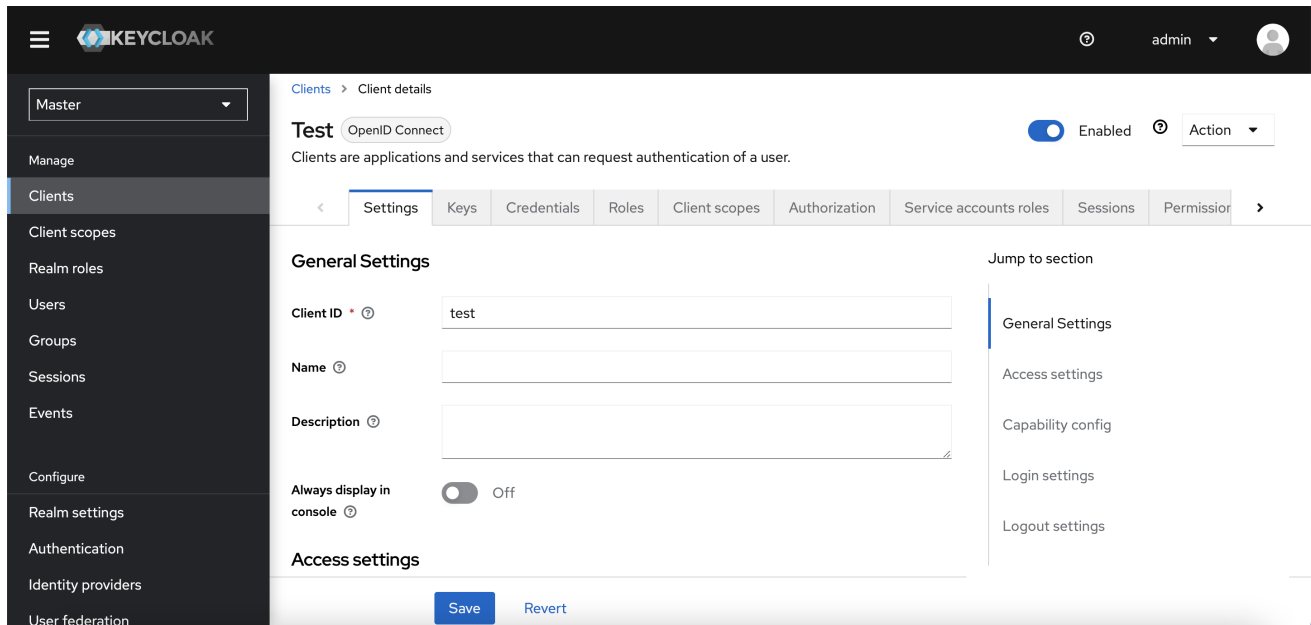 KEYCLOAK
admin
Master
Manage
Clients
Client scopes
Realm roles
Users
Groups
Sessions
Events
Configure
Realm settings
Authentication
Identity providers
User federation
Clients > Client details
Test OpenID Connect
Enabled
Action
Clients are applications and services that can request authentication of a user.
Settings Keys Credentials Roles Client scopes Authorization Service accounts roles Sessions Permission
General Settings
Client ID * test
Name
Description
Always display in
console
Off
Access settings
Save Revert
Jump to section
General Settings
Access settings
Capability config
Login settings
Logout settings